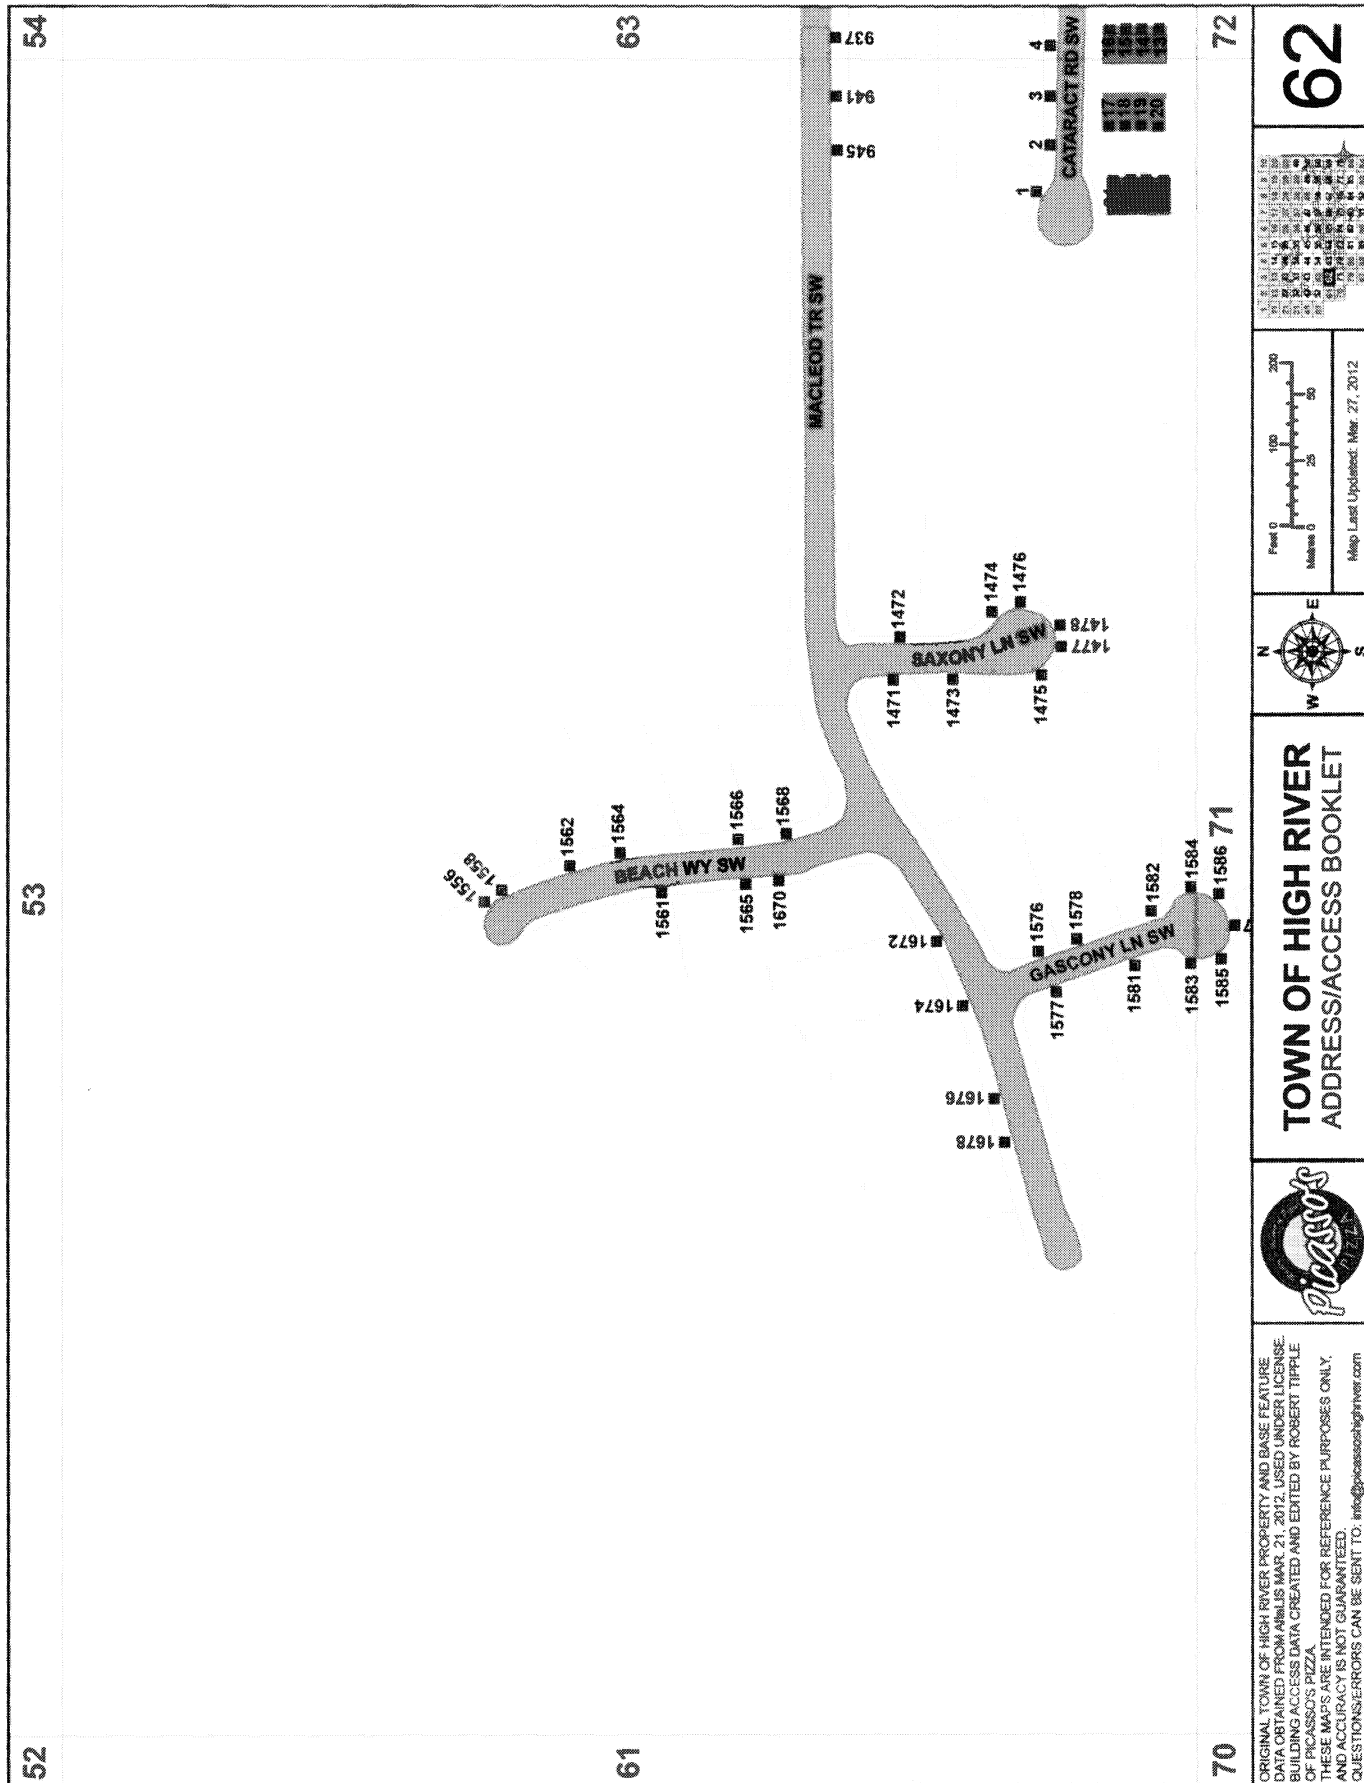 52
53
54
61
63
70
71
72
1556
1558
1562
1564
BEACH WY SW
1561
1566
1565
1568
1670
1672
1674
1676
1678
MACLEOD TR SW
945
941
937
1472
1471
SAXONY LN SW
1473
1474
1476
1475
1477
1478
1576
1578
1577
GASCONY LN SW
1582
1581
1584
1583
1586
1585
1
2
3
4
CATARACT RD SW
17
18
19
20
16
15
14
13
ORIGINAL TOWN OF HIGH RIVER PROPERTY AND BASE FEATURE
DATA OBTAINED FROM AltaLIS MAR. 21, 2012, USED UNDER LICENSE.
BUILDING ACCESS DATA CREATED AND EDITED BY ROBERT TIPPLE
OF PICASSO'S PIZZA.
THESE MAPS ARE INTENDED FOR REFERENCE PURPOSES ONLY,
AND ACCURACY IS NOT GUARANTEED.
QUESTIONS/ERRORS CAN BE SENT TO: info@picassoshighriver.com
Picasso's
PIZZA
TOWN OF HIGH RIVER
ADDRESS/ACCESS BOOKLET
N
W
E
S
Feet 0 100 200
Metres 0 25 50
Map Last Updated: Mar. 27, 2012
62